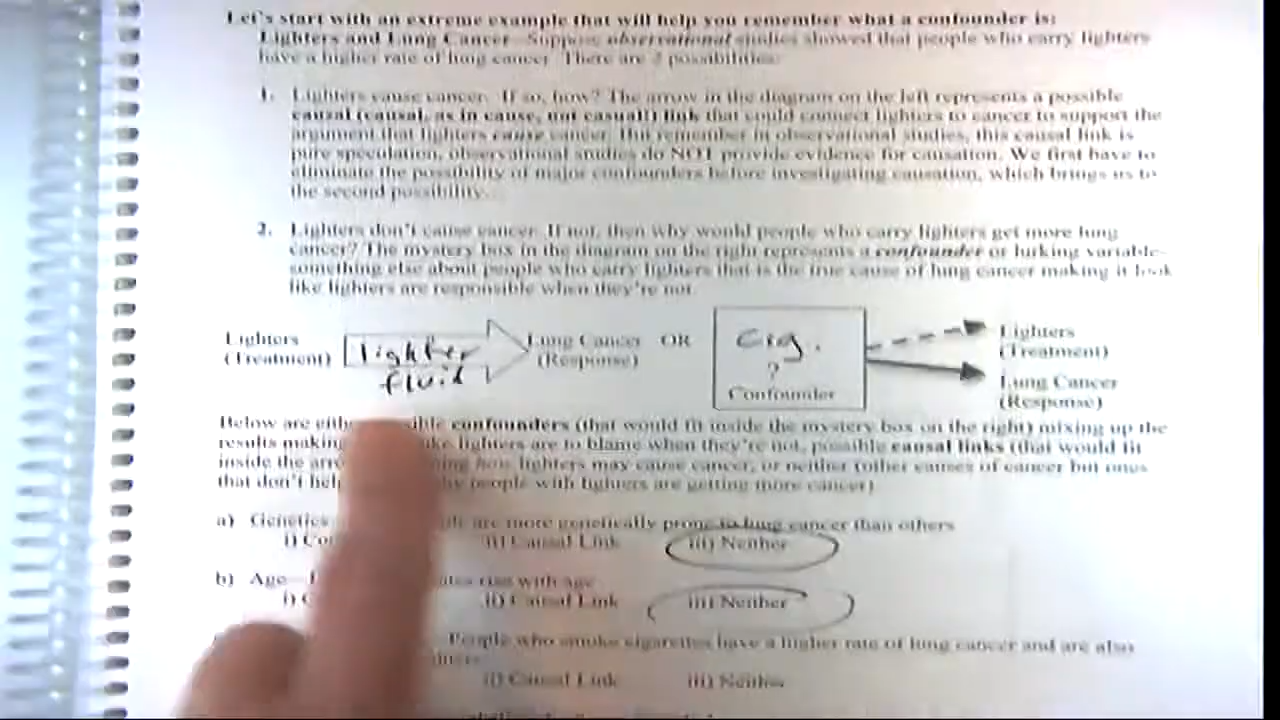 Let's start with an extreme example that will help you remember what a confounder is:
Lighters and Lung Cancer Suppose observational studies showed that people who carry lighters
have a higher rate of lung cancer. There are 2 possibilities:
1. Lighters cause cancer. If so, how? The arrow in the diagram on the left represents a possible
causal (causal, as in cause, not casual!) link that could connect lighters to cancer to support the
argument that lighters cause cancer. But remember in observational studies, this causal link is
pure speculation, observational studies do NOT provide evidence for causation. We first have to
eliminate the possibility of major confounders before investigating causation, which brings us to
the second possibility...
2. Lighters don't cause cancer. If not, then why would people who carry lighters get more lung
cancer? The mystery box in the diagram on the right represents a confounder or lurking variable-
something else about people who carry lighters that is the true cause of lung cancer making it look
like lighters are responsible when they're not.
Lighters
(Treatment)
lighter
fluid
Lung Cancer
(Response)
OR
Cig.
?
Confounder
Lighters
(Treatment)
Lung Cancer
(Response)
Below are confounders (that would fit inside the mystery box on the right) mixing up the
results making lighters are to blame when they're not, possible causal links (that would fit
inside the how lighters may cause cancer, or neither (other causes of cancer but ones
that don't people with lighters are getting more cancer)
a) Genetics are more genetically prone to lung cancer than others
i) ii) Causal Link iii) Neither
b) Age rise with age
i) ii) Causal Link iii) Neither
People who smoke cigarettes have a higher rate of lung cancer and are also
ii) Causal Link iii) Neither